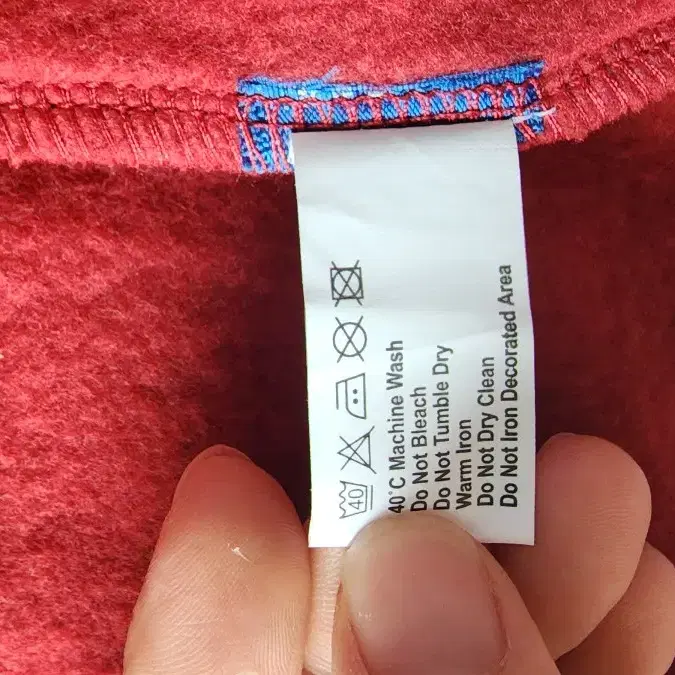 40
40°C Machine Wash
Do Not Bleach
Do Not Tumble Dry
Warm Iron
Do Not Dry Clean
Do Not Iron Decorated Area